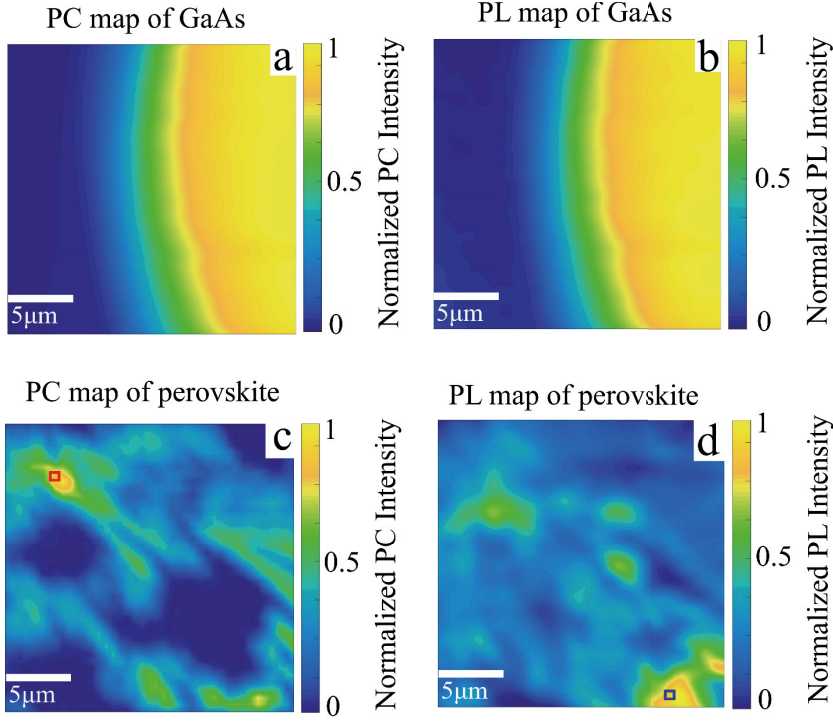 PC map of GaAs
a
1
0.5
0
Normalized PC Intensity
5μm
PL map of GaAs
b
1
0.5
0
Normalized PL Intensity
5μm
PC map of perovskite
c
1
0.5
0
Normalized PC Intensity
5μm
PL map of perovskite
d
1
0.5
0
Normalized PL Intensity
5μm